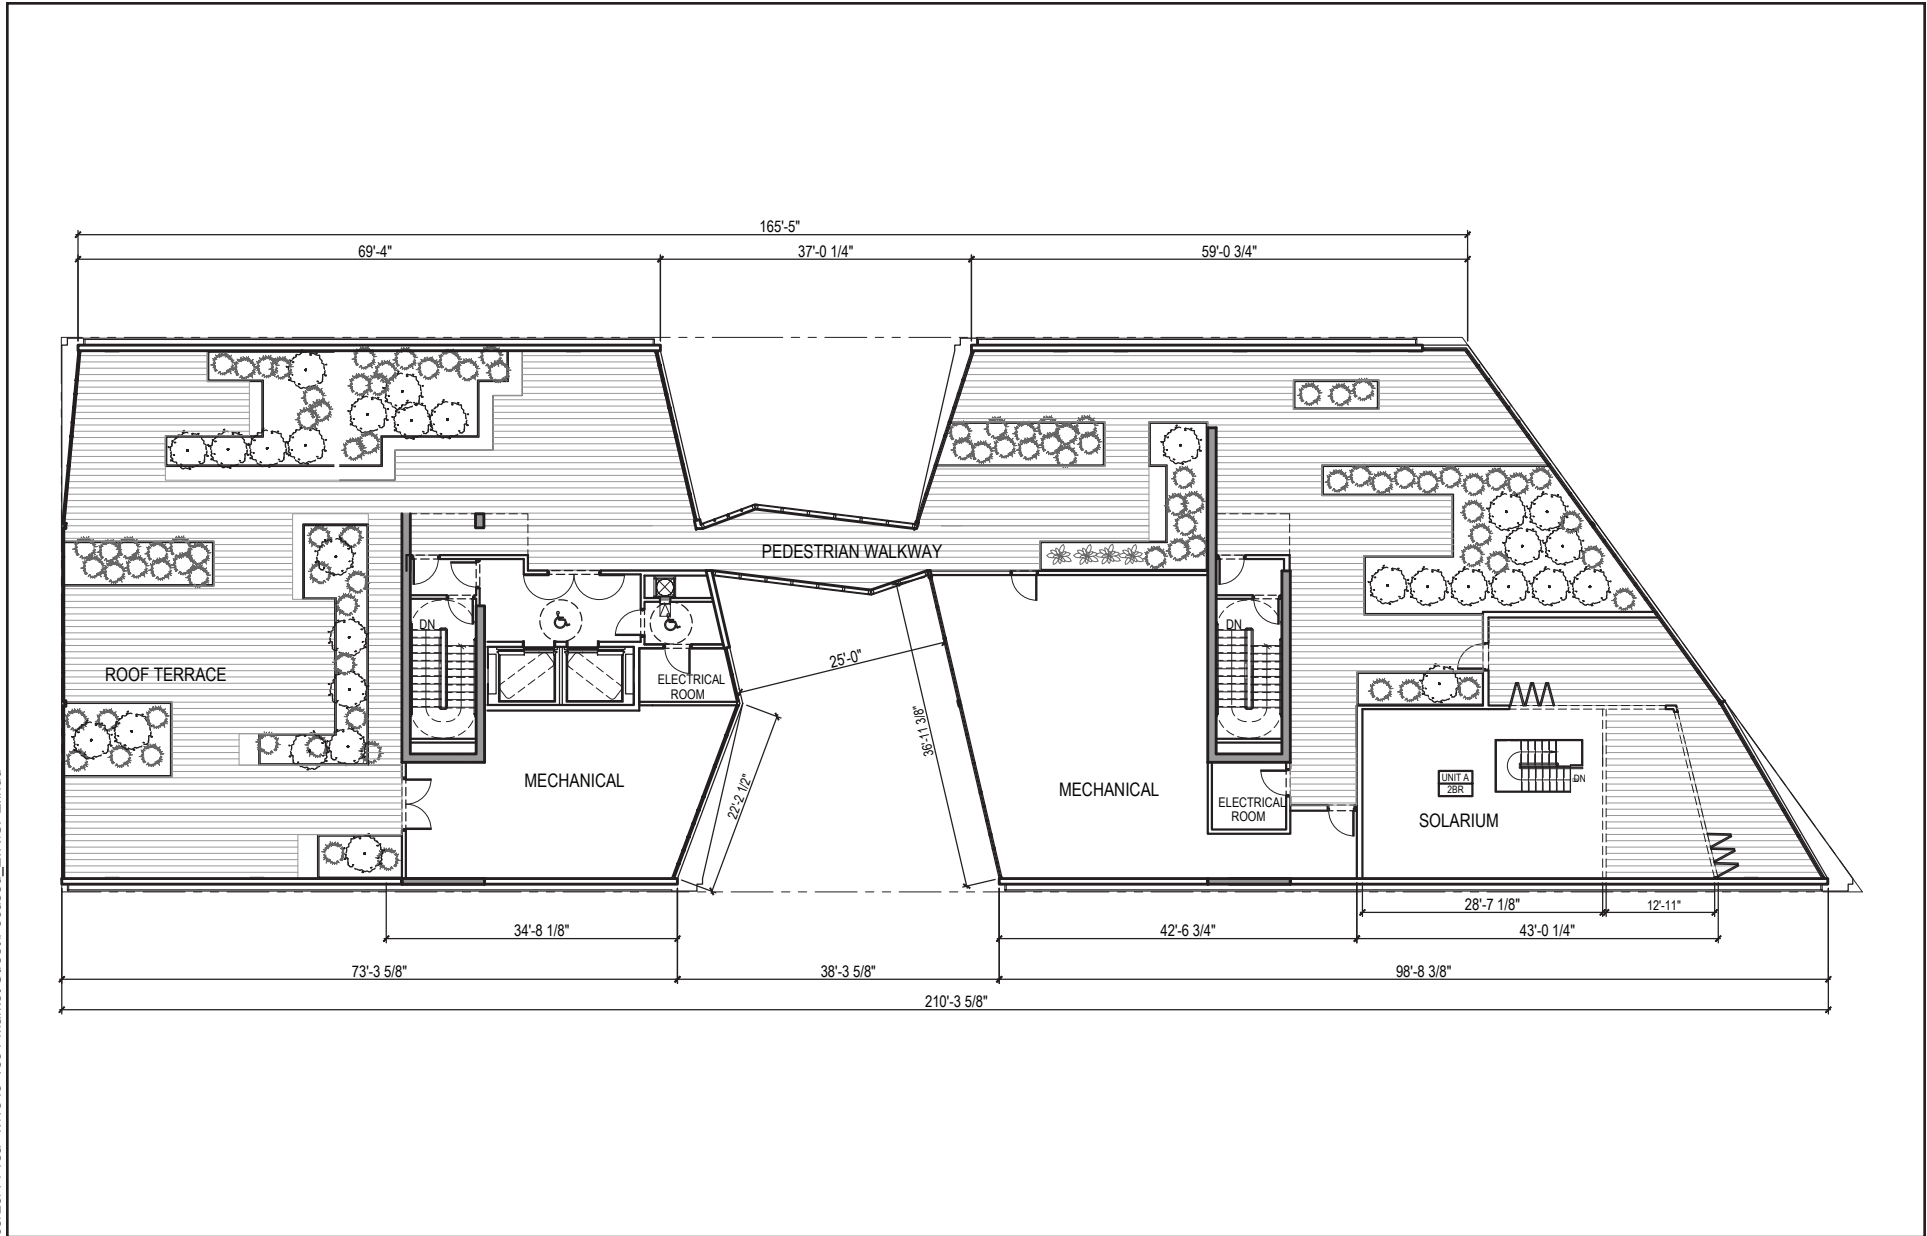 165'-5"
69'-4"
37'-0 1/4"
59'-0 3/4"
PEDESTRIAN WALKWAY
DN
DN
ROOF TERRACE
25'-0"
ELECTRICAL
ROOM
36'-11 3/8"
22'-2 1/2"
MECHANICAL
MECHANICAL
UNIT A
2BR
DN
ELECTRICAL
ROOM
SOLARIUM
28'-7 1/8"
12'-11"
34'-8 1/8"
42'-6 3/4"
43'-0 1/4"
73'-3 5/8"
38'-3 5/8"
98'-8 3/8"
210'-3 5/8"